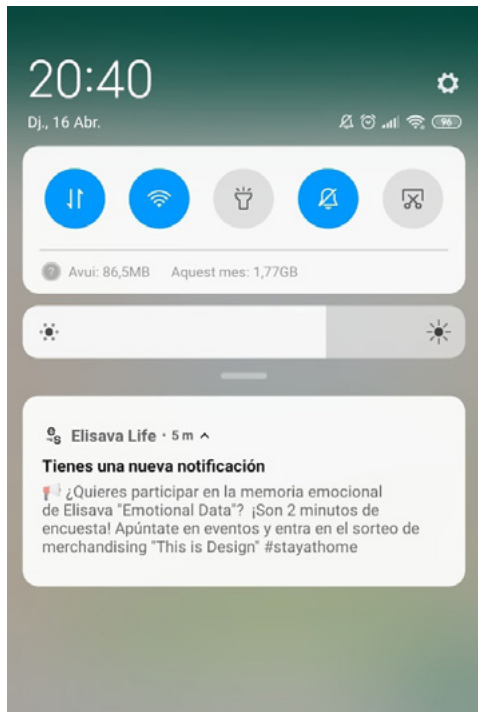 20:40
Dj., 16 Abr.
96
Avui: 86,5MB Aquest mes: 1,77GB
Elisava Life · 5 m
Tienes una nueva notificación
¿Quieres participar en la memoria emocional
de Elisava "Emotional Data"? ¡Son 2 minutos de
encuesta! Apúntate en eventos y entra en el sorteo de
merchandising "This is Design" #stayathome